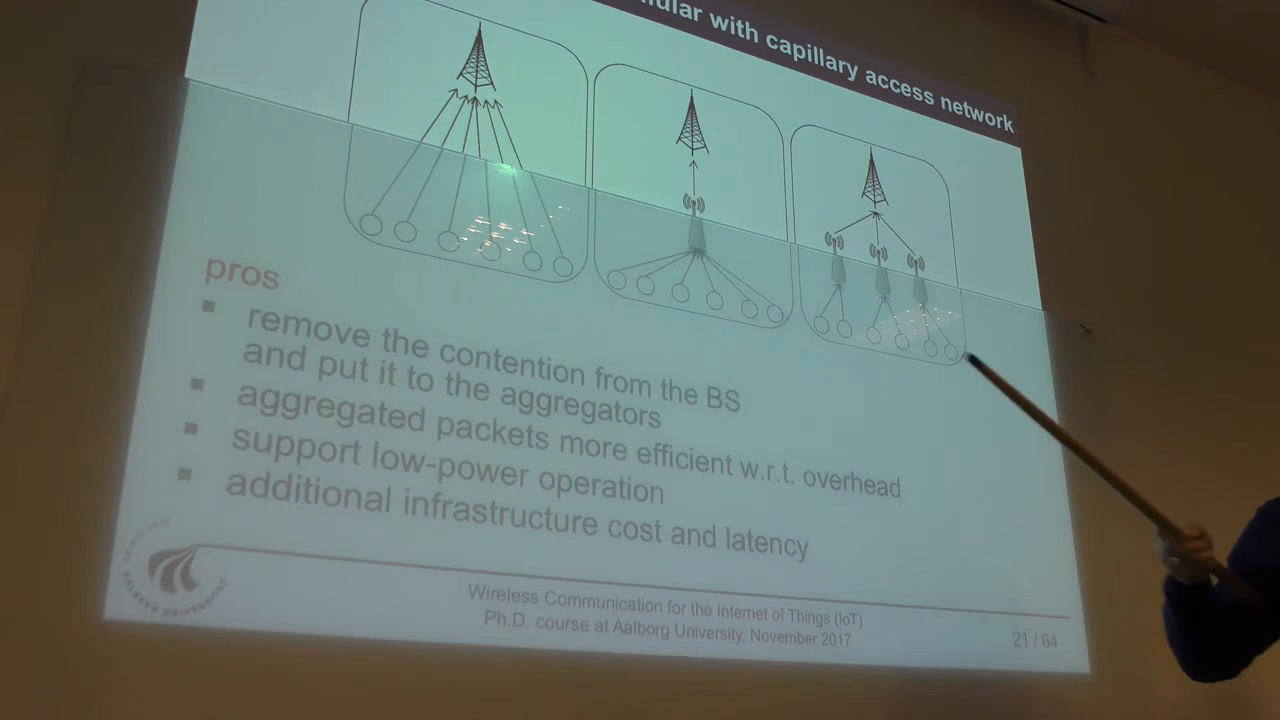 with capillary access network
pros
▪ remove the contention from the BS
and put it to the aggregators
▪ aggregated packets more efficient w.r.t. overhead
▪ support low-power operation
▪ additional infrastructure cost and latency
Wireless Communication for the Internet of Things (IoT)
Ph.D. course at Aalborg University, November 2017
21 / 64